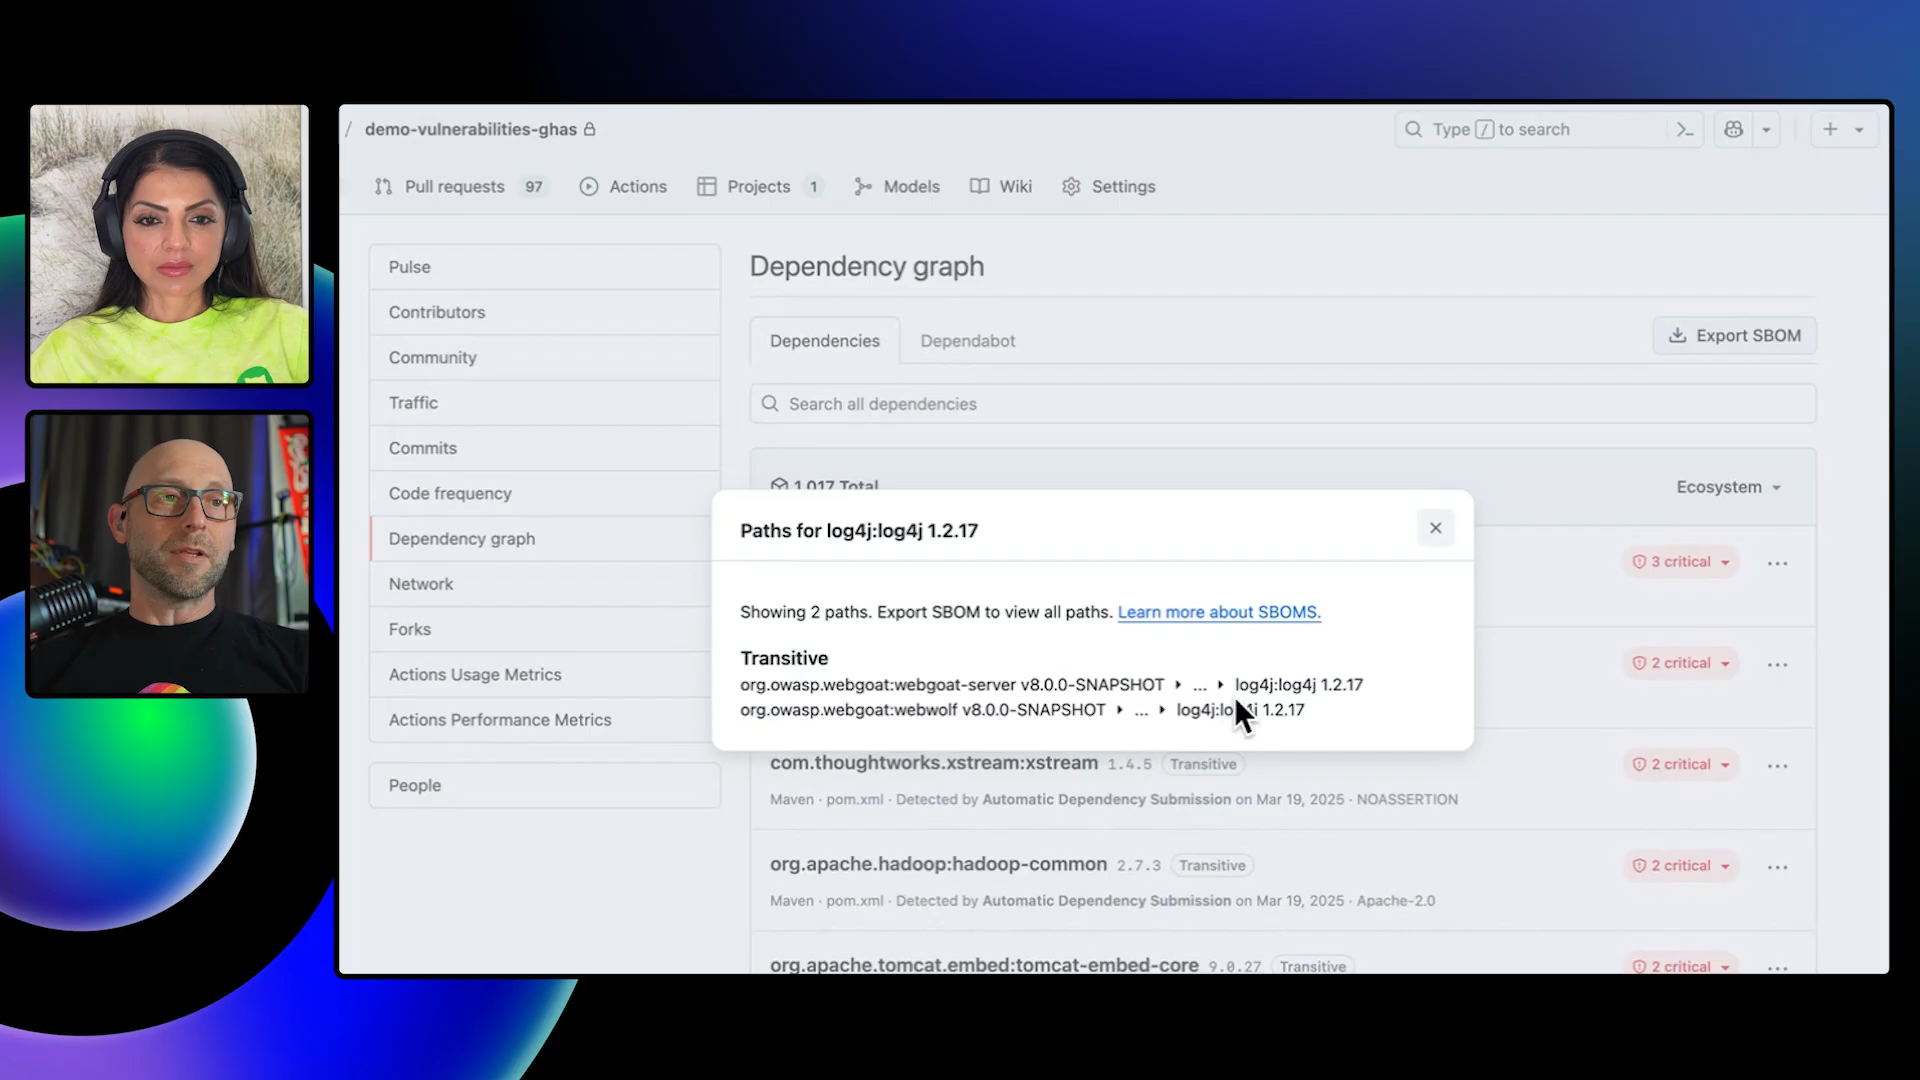 / demo-vulnerabilities-ghas
Type / to search
Pull requests 97
Actions
Projects 1
Models
Wiki
Settings
Pulse
Contributors
Community
Traffic
Commits
Code frequency
Dependency graph
Network
Forks
Actions Usage Metrics
Actions Performance Metrics
People
Dependency graph
Dependencies
Dependabot
Export SBOM
Search all dependencies
1,017 Total
Ecosystem
3 critical
2 critical
Paths for log4j:log4j 1.2.17
Showing 2 paths. Export SBOM to view all paths. Learn more about SBOMS.
Transitive
org.owasp.webgoat:webgoat-server v8.0.0-SNAPSHOT ▸ ... ▸ log4j:log4j 1.2.17
org.owasp.webgoat:webwolf v8.0.0-SNAPSHOT ▸ ... ▸ log4j:log4j 1.2.17
com.thoughtworks.xstream:xstream 1.4.5 Transitive
2 critical
Maven · pom.xml · Detected by Automatic Dependency Submission on Mar 19, 2025 · NOASSERTION
org.apache.hadoop:hadoop-common 2.7.3 Transitive
2 critical
Maven · pom.xml · Detected by Automatic Dependency Submission on Mar 19, 2025 · Apache-2.0
org.apache.tomcat.embed:tomcat-embed-core 9.0.27 Transitive
2 critical